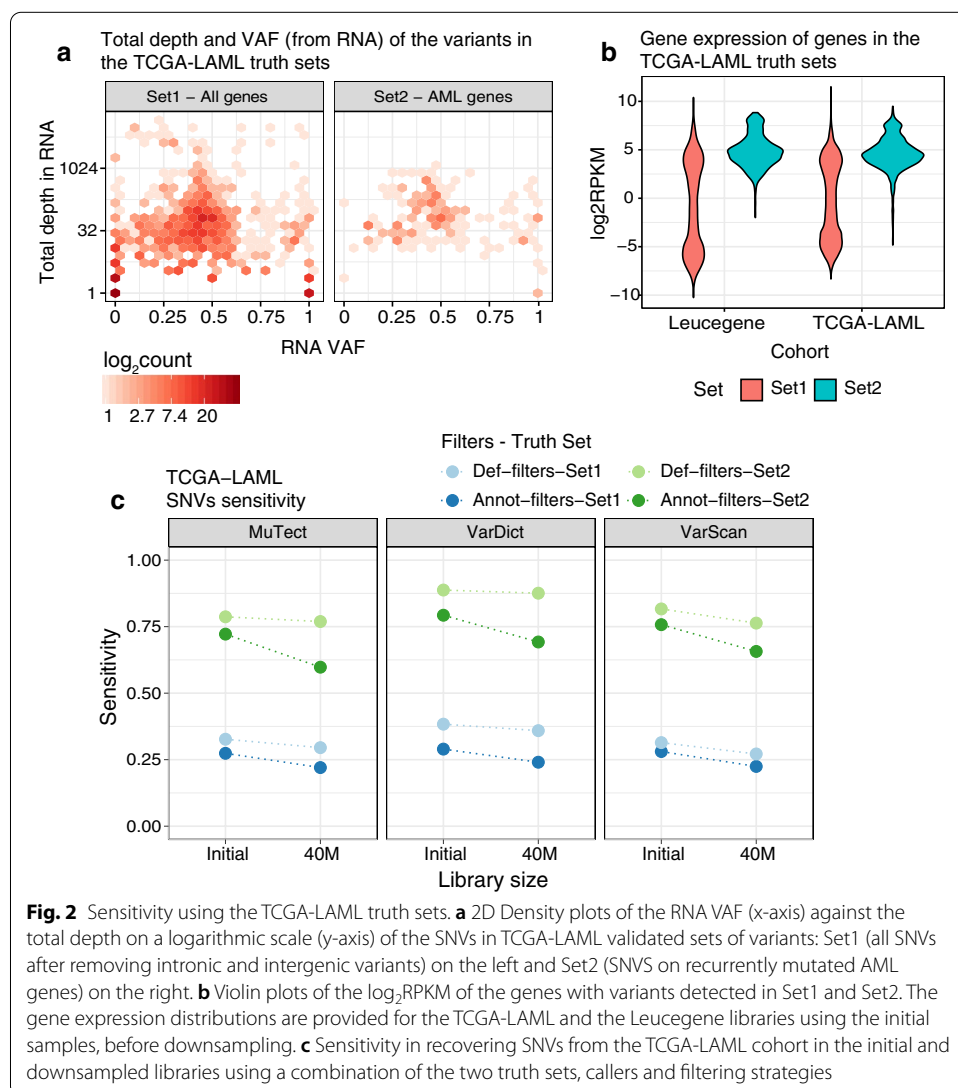 a
Total depth and VAF (from RNA) of the variants in
the TCGA-LAML truth sets
Set1 – All genes
Set2 – AML genes
Total depth in RNA
1024
32
1
0 0.25 0.5 0.75 1
0 0.25 0.5 0.75 1
RNA VAF
log2count
1 2.7 7.4 20
b
Gene expression of genes in the
TCGA-LAML truth sets
log2RPKM
10
5
0
−5
−10
Leucegene
TCGA-LAML
Cohort
Set Set1 Set2
c
TCGA–LAML
SNVs sensitivity
Filters - Truth Set
Def–filters–Set1
Def–filters–Set2
Annot–filters–Set1
Annot–filters–Set2
MuTect
VarDict
VarScan
Sensitivity
1.00
0.75
0.50
0.25
0.00
Initial 40M
Initial 40M
Initial 40M
Library size
Fig. 2 Sensitivity using the TCGA-LAML truth sets. a 2D Density plots of the RNA VAF (x-axis) against the
total depth on a logarithmic scale (y-axis) of the SNVs in TCGA-LAML validated sets of variants: Set1 (all SNVs
after removing intronic and intergenic variants) on the left and Set2 (SNVS on recurrently mutated AML
genes) on the right. b Violin plots of the log2RPKM of the genes with variants detected in Set1 and Set2. The
gene expression distributions are provided for the TCGA-LAML and the Leucegene libraries using the initial
samples, before downsampling. c Sensitivity in recovering SNVs from the TCGA-LAML cohort in the initial and
downsampled libraries using a combination of the two truth sets, callers and filtering strategies